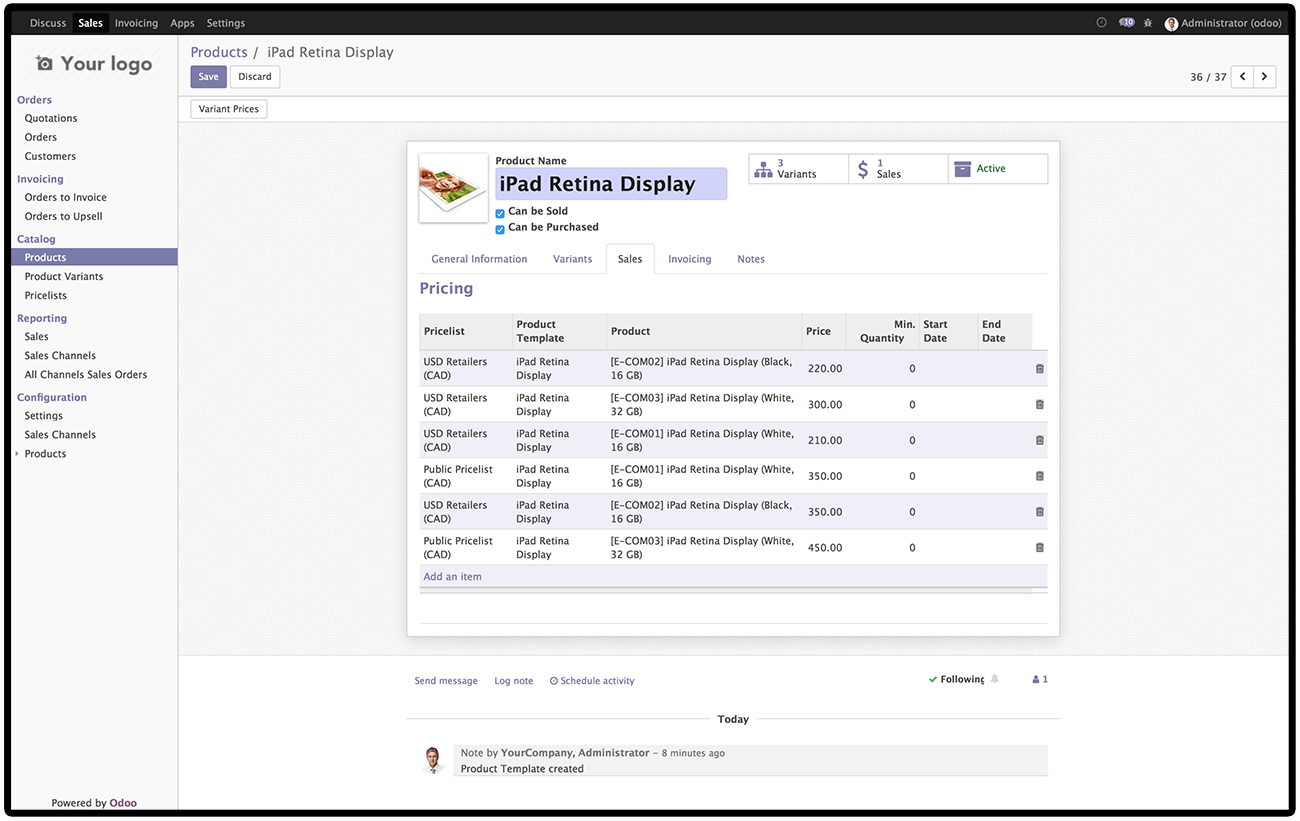 Discuss Sales Invoicing Apps Settings
10 Administrator (odoo)
Your logo
Orders
Quotations
Orders
Customers
Invoicing
Orders to Invoice
Orders to Upsell
Catalog
Products
Product Variants
Pricelists
Reporting
Sales
Sales Channels
All Channels Sales Orders
Configuration
Settings
Sales Channels
Products
Powered by Odoo
Products / iPad Retina Display
Save Discard
36 / 37
Variant Prices
Product Name
iPad Retina Display
Can be Sold
Can be Purchased
3
Variants
1
Sales
Active
General Information Variants Sales Invoicing Notes
Pricing
Pricelist
Product
Template
Product
Price
Min.
Quantity
Start
Date
End
Date
USD Retailers
(CAD)
iPad Retina
Display
[E-COM02] iPad Retina Display (Black,
16 GB)
220.00
0
USD Retailers
(CAD)
iPad Retina
Display
[E-COM03] iPad Retina Display (White,
32 GB)
300.00
0
USD Retailers
(CAD)
iPad Retina
Display
[E-COM01] iPad Retina Display (White,
16 GB)
210.00
0
Public Pricelist
(CAD)
iPad Retina
Display
[E-COM01] iPad Retina Display (White,
16 GB)
350.00
0
USD Retailers
(CAD)
iPad Retina
Display
[E-COM02] iPad Retina Display (Black,
16 GB)
350.00
0
Public Pricelist
(CAD)
iPad Retina
Display
[E-COM03] iPad Retina Display (White,
32 GB)
450.00
0
Add an item
Send message Log note Schedule activity
Following
1
Today
Note by YourCompany, Administrator – 8 minutes ago
Product Template created